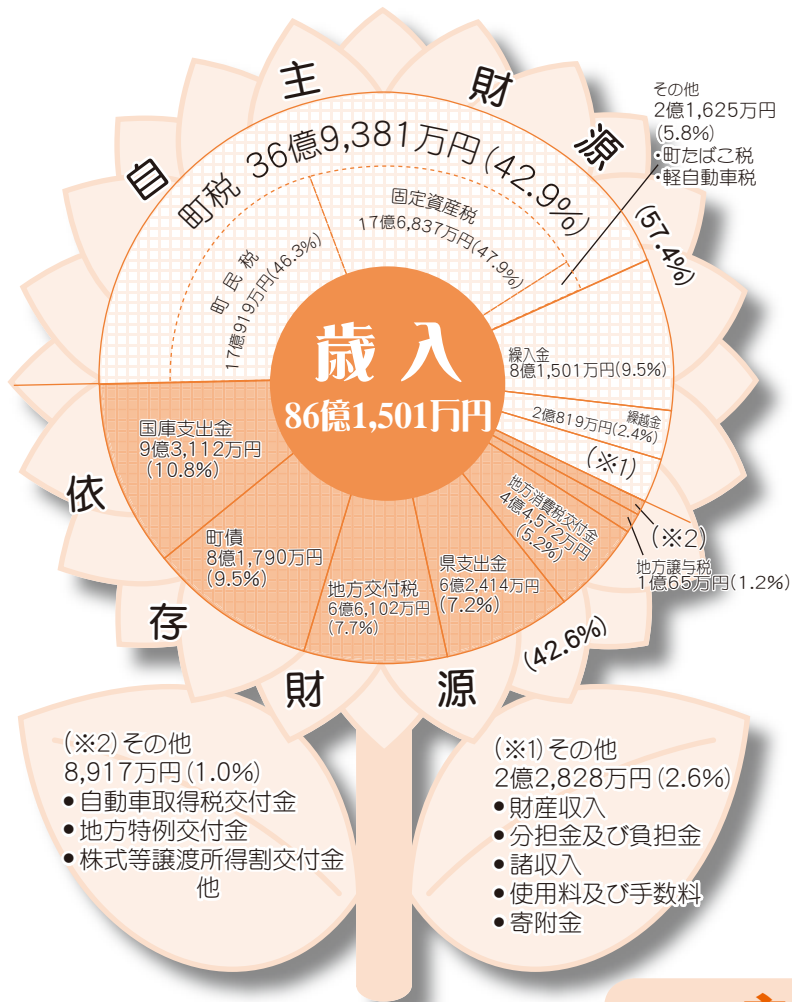 自主財源
(57.4%)
町税 36億9,381万円(42.9%)
町民税
17億919万円(46.3%)
固定資産税
17億6,837万円(47.9%)
その他
2億1,625万円
(5.8%)
・町たばこ税
・軽自動車税
歳入
86億1,501万円
繰入金
8億1,501万円(9.5%)
繰越金
2億819万円(2.4%)
(※1)
(※2)
地方譲与税
1億65万円(1.2%)
地方消費税交付金
4億4,572万円
(5.2%)
県支出金
6億2,414万円
(7.2%)
地方交付税
6億6,102万円
(7.7%)
町債
8億1,790万円
(9.5%)
国庫支出金
9億3,112万円
(10.8%)
依存財源
(42.6%)
(※2)その他
8,917万円(1.0%)
●自動車取得税交付金
●地方特例交付金
●株式等譲渡所得割交付金
他
(※1)その他
2億2,828万円(2.6%)
●財産収入
●分担金及び負担金
●諸収入
●使用料及び手数料
●寄附金